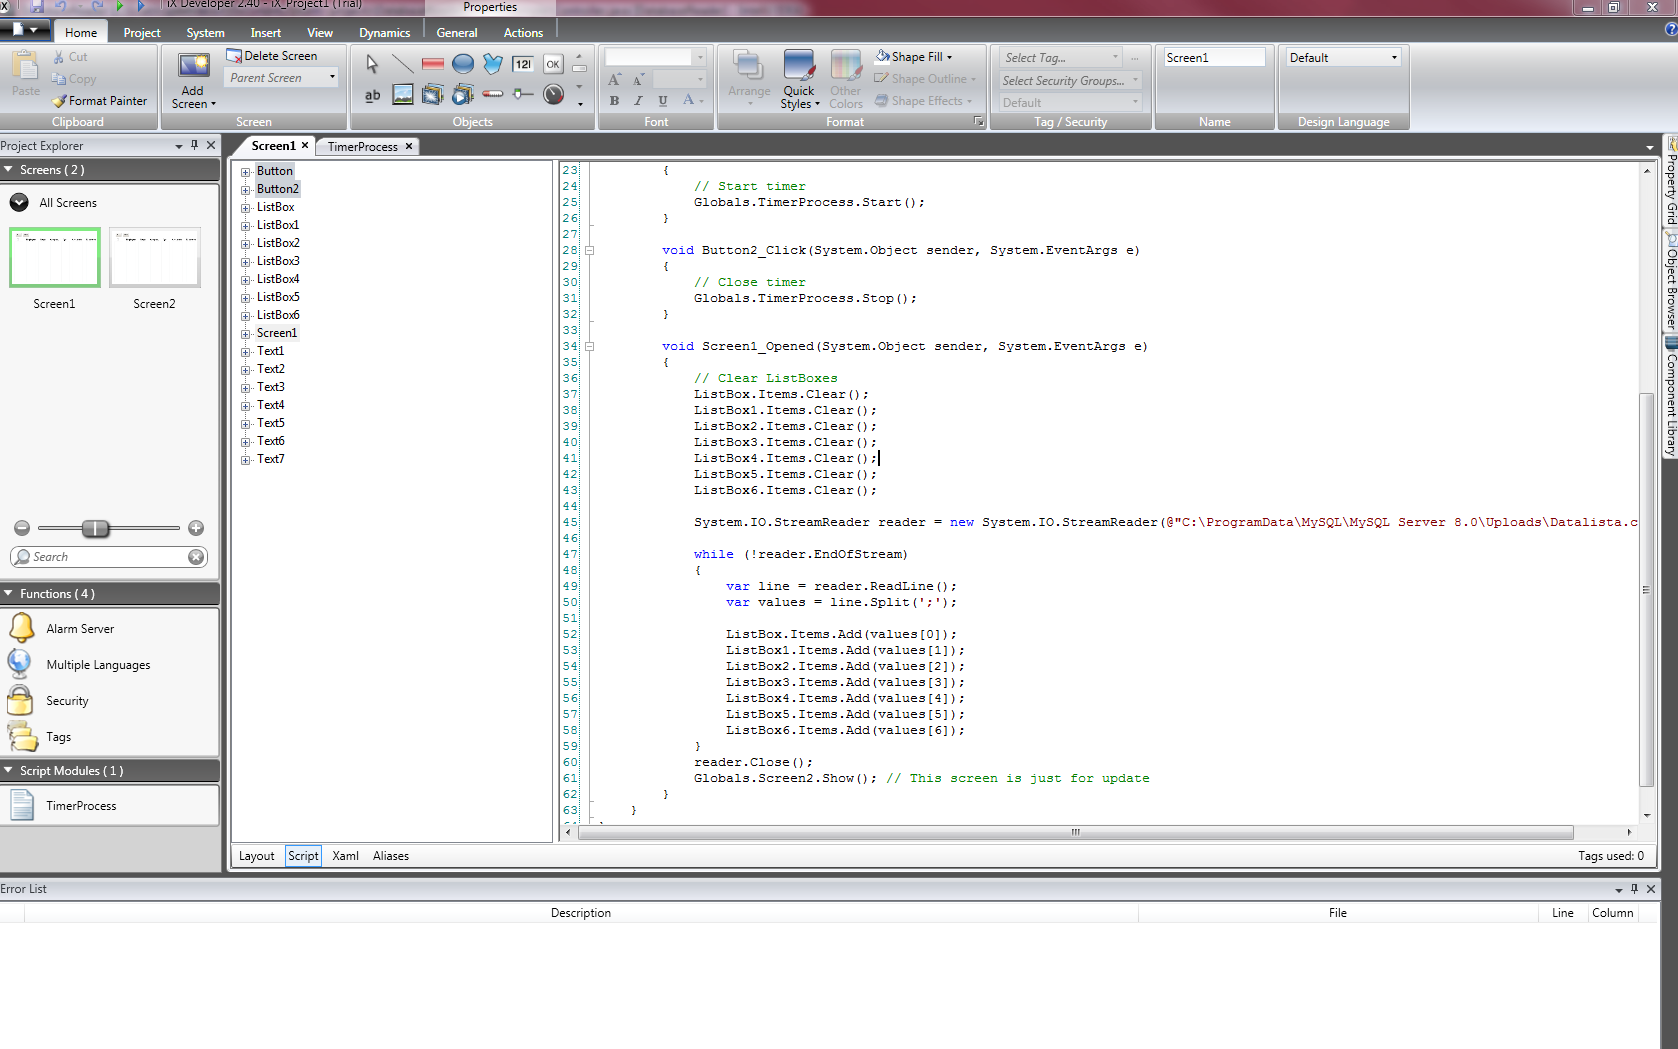 iX Developer 2.40 - iX_Project1 (Trial)
Properties
Home Project System Insert View Dynamics General Actions
Paste
Cut
Copy
Format Painter
Clipboard
Add Screen
Delete Screen
Parent Screen
Screen
ab
12
OK
Objects
A A
B I U A
Font
Arrange
Quick Styles
Other Colors
Shape Fill
Shape Outline
Shape Effects
Format
Select Tag...
...
Select Security Groups...
Default
Tag / Security
Screen1
Name
Default
Design Language
Project Explorer
Screens ( 2 )
All Screens
Screen1
Screen2
Search
Functions ( 4 )
Alarm Server
Multiple Languages
Security
Tags
Script Modules ( 1 )
TimerProcess
Screen1
TimerProcess
Button
Button2
ListBox
ListBox1
ListBox2
ListBox3
ListBox4
ListBox5
ListBox6
Screen1
Text1
Text2
Text3
Text4
Text5
Text6
Text7
23 {
24 // Start timer
25 Globals.TimerProcess.Start();
26 }
27
28 void Button2_Click(System.Object sender, System.EventArgs e)
29 {
30 // Close timer
31 Globals.TimerProcess.Stop();
32 }
33
34 void Screen1_Opened(System.Object sender, System.EventArgs e)
35 {
36 // Clear ListBoxes
37 ListBox.Items.Clear();
38 ListBox1.Items.Clear();
39 ListBox2.Items.Clear();
40 ListBox3.Items.Clear();
41 ListBox4.Items.Clear();
42 ListBox5.Items.Clear();
43 ListBox6.Items.Clear();
44
45 System.IO.StreamReader reader = new System.IO.StreamReader(@"C:\ProgramData\MySQL\MySQL Server 8.0\Uploads\Datalista.c
46
47 while (!reader.EndOfStream)
48 {
49 var line = reader.ReadLine();
50 var values = line.Split(';');
51
52 ListBox.Items.Add(values[0]);
53 ListBox1.Items.Add(values[1]);
54 ListBox2.Items.Add(values[2]);
55 ListBox3.Items.Add(values[3]);
56 ListBox4.Items.Add(values[4]);
57 ListBox5.Items.Add(values[5]);
58 ListBox6.Items.Add(values[6]);
59 }
60 reader.Close();
61 Globals.Screen2.Show(); // This screen is just for update
62 }
63 }
Layout Script Xaml Aliases
Tags used: 0
Property Grid
Object Browser
Component Library
Error List
Description File Line Column